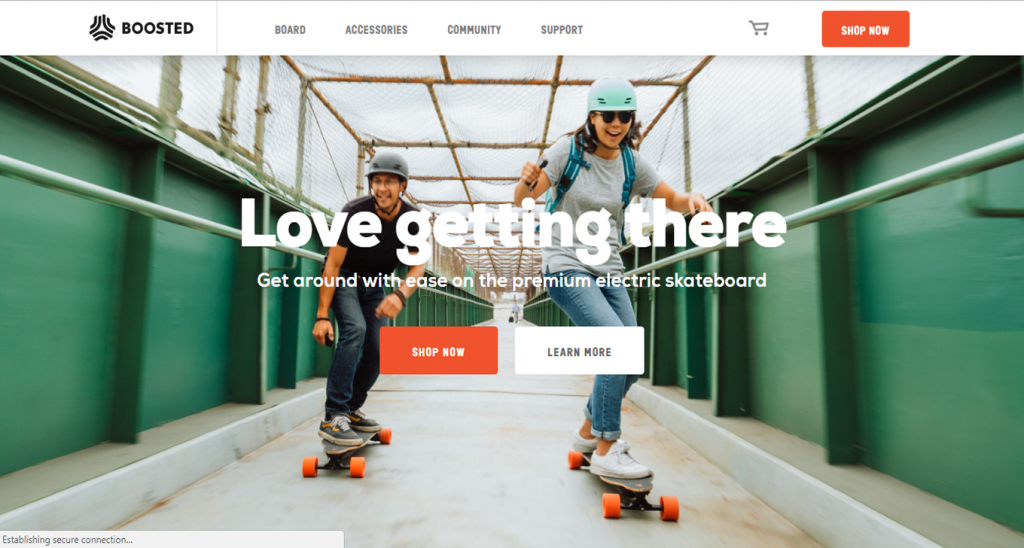 BOOSTED
BOARD
ACCESSORIES
COMMUNITY
SUPPORT
SHOP NOW
Love getting there
Get around with ease on the premium electric skateboard
SHOP NOW
LEARN MORE
Establishing secure connection...